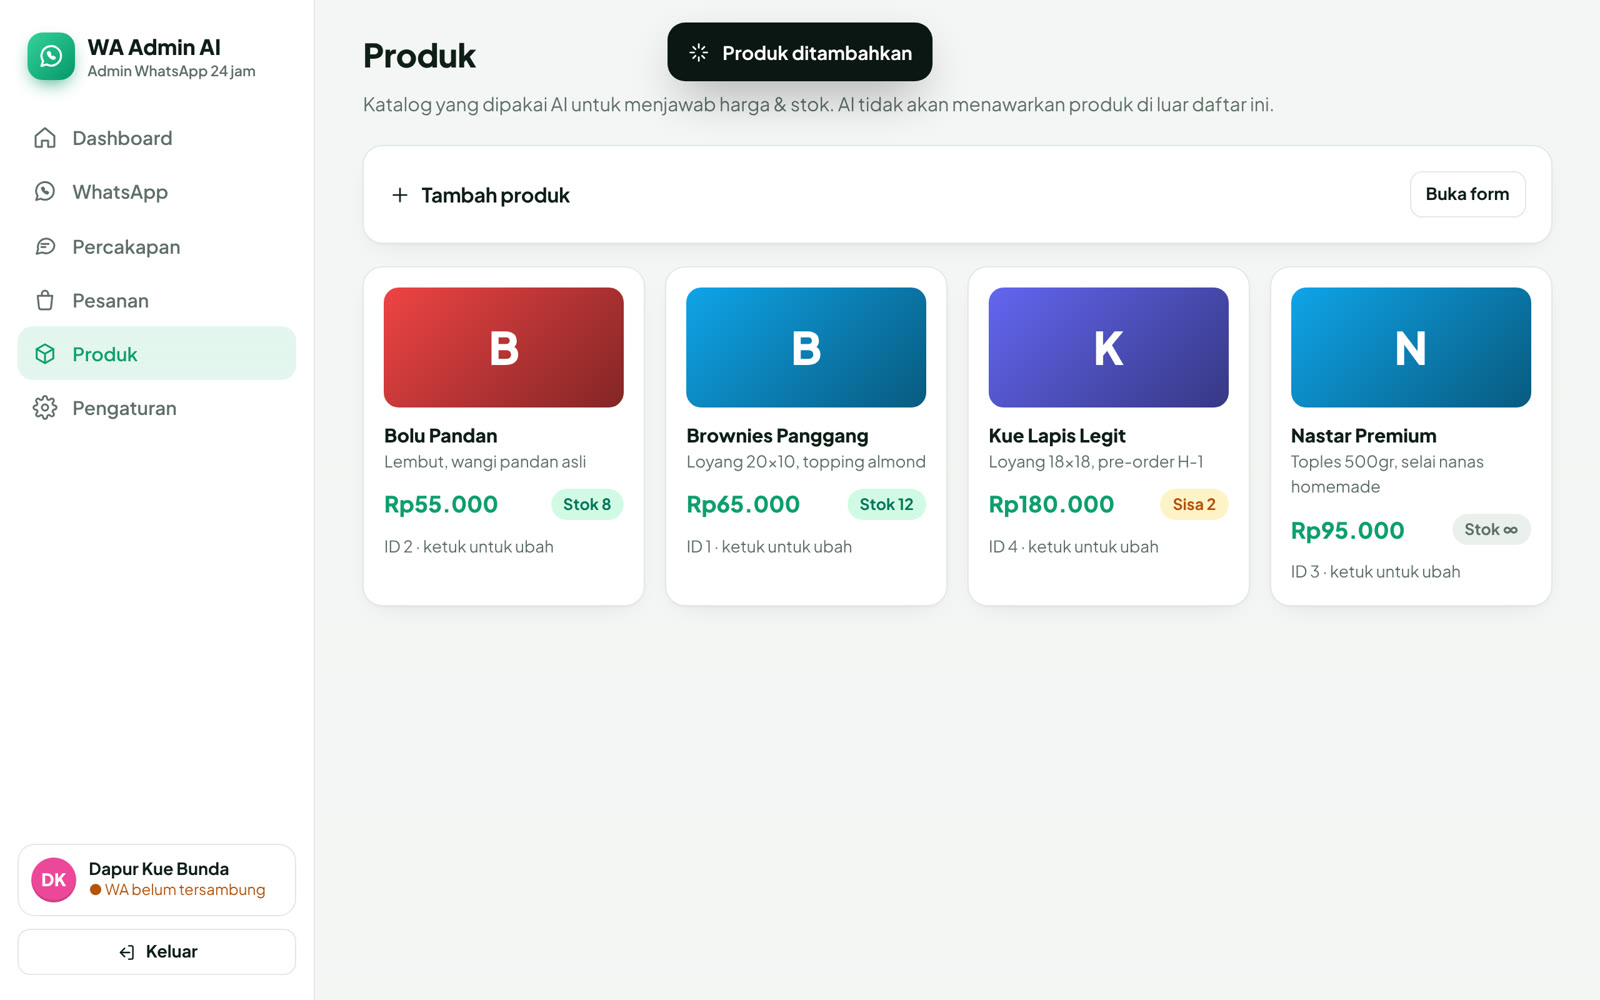 WA Admin AI
Admin WhatsApp 24 jam
Dashboard
WhatsApp
Percakapan
Pesanan
Produk
Pengaturan
Dapur Kue Bunda
WA belum tersambung
DK
Keluar
Produk
Produk ditambahkan
Katalog yang dipakai AI untuk menjawab harga & stok. AI tidak akan menawarkan produk di luar daftar ini.
+ Tambah produk
Buka form
B
Bolu Pandan
Lembut, wangi pandan asli
Rp55.000
Stok 8
ID 2 · ketuk untuk ubah
B
Brownies Panggang
Loyang 20×10, topping almond
Rp65.000
Stok 12
ID 1 · ketuk untuk ubah
K
Kue Lapis Legit
Loyang 18×18, pre-order H-1
Rp180.000
Sisa 2
ID 4 · ketuk untuk ubah
N
Nastar Premium
Toples 500gr, selai nanas
homemade
Rp95.000
Stok ∞
ID 3 · ketuk untuk ubah